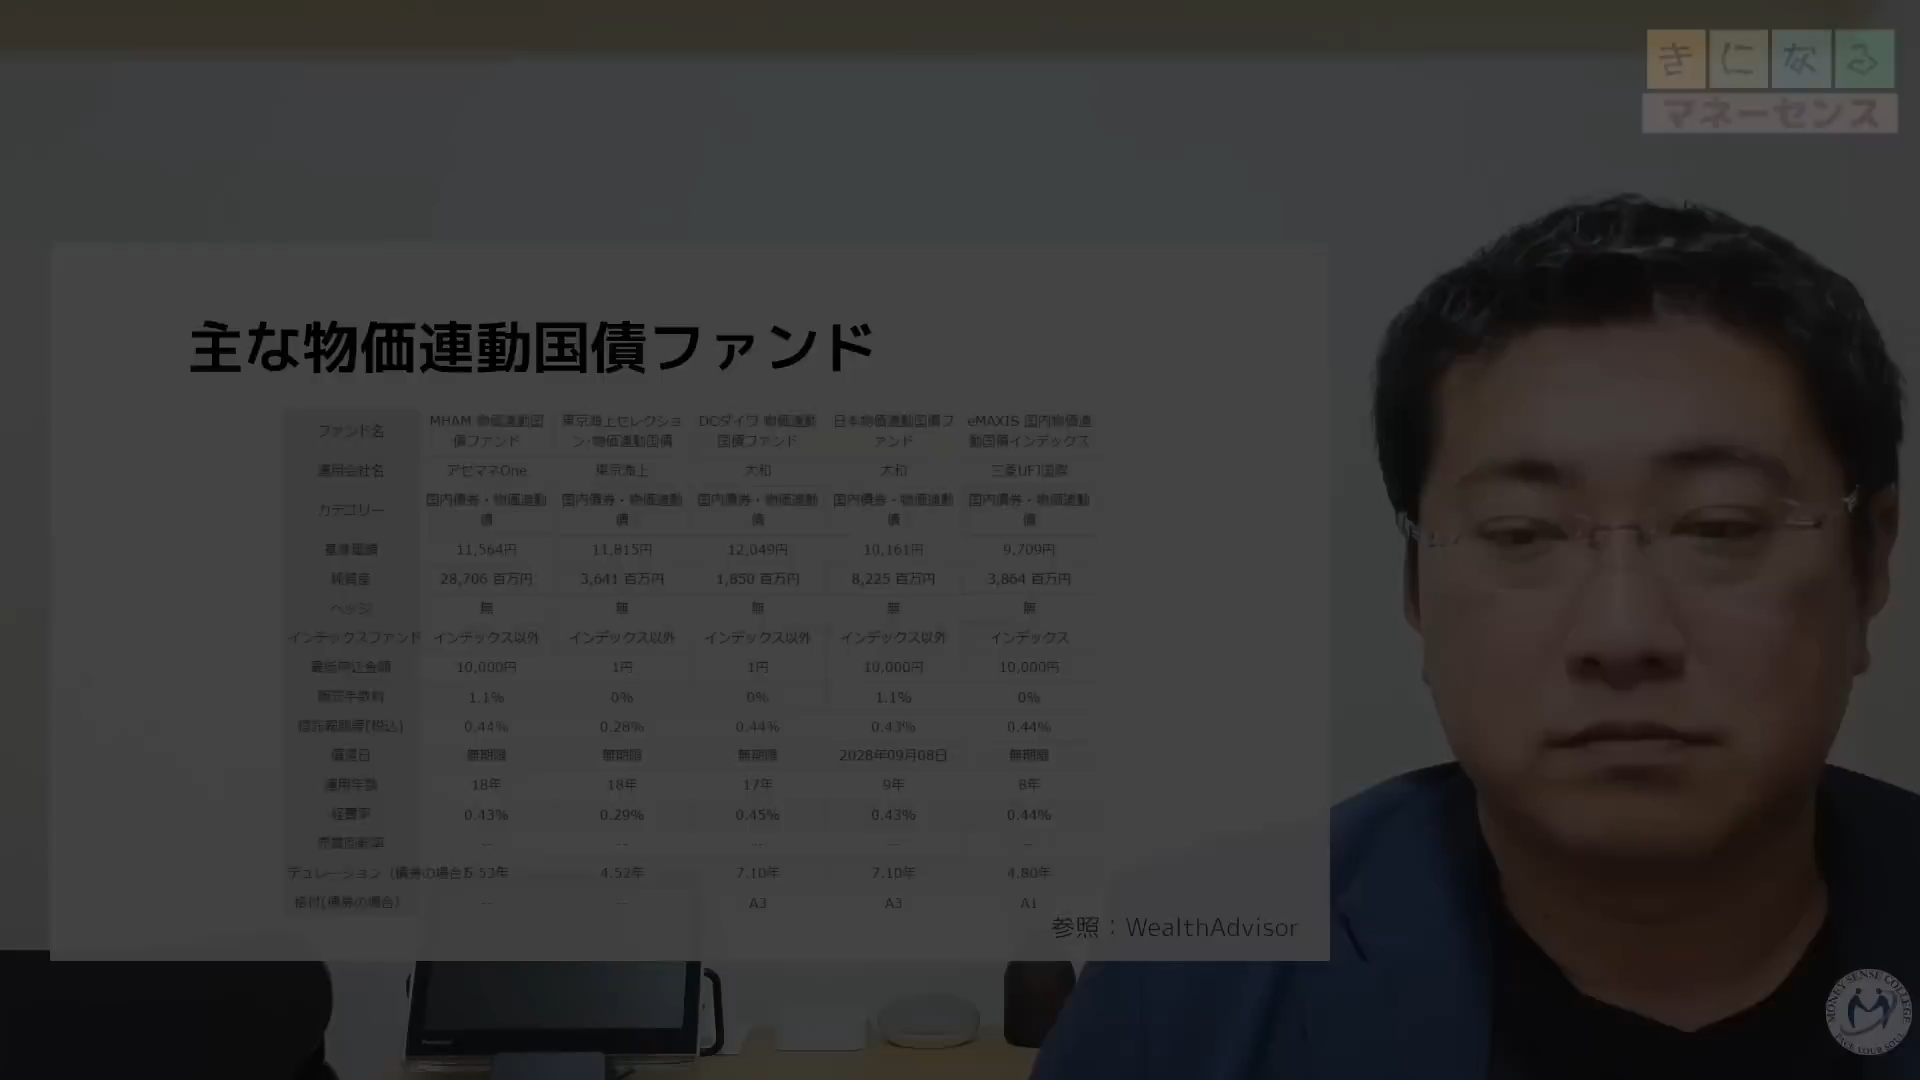 きになる
マネーセンス
主な物価連動国債ファンド
ファンド名 MHAM 物価連動国債ファンド 東京海上セレクション・物価連動国債 DCダイワ 物価連動国債ファンド 日本物価連動国債ファンド eMAXIS 国内物価連動国債インデックス
運用会社名 アセマネOne 東京海上 大和 大和 三菱UFJ国際
カテゴリー 国内債券・物価連動債 国内債券・物価連動債 国内債券・物価連動債 国内債券・物価連動債 国内債券・物価連動債
基準価額 11,564円 11,815円 12,049円 10,161円 9,709円
純資産 28,706 百万円 3,641 百万円 1,850 百万円 8,225 百万円 3,864 百万円
ヘッジ 無 無 無 無 無
インデックスファンド インデックス以外 インデックス以外 インデックス以外 インデックス以外 インデックス
最低申込金額 10,000円 1円 1円 10,000円 10,000円
販売手数料 1.1% 0% 0% 1.1% 0%
信託報酬等(税込) 0.44% 0.28% 0.44% 0.43% 0.44%
償還日 無期限 無期限 無期限 2028年09月08日 無期限
運用年数 18年 18年 17年 9年 8年
経費率 0.43% 0.29% 0.45% 0.43% 0.44%
売買回転率 -- -- -- -- --
デュレーション（債券の場合） 5.53年 4.52年 7.10年 7.10年 4.80年
格付(債券の場合) -- -- A3 A3 A1
参照：WealthAdvisor
MONEY SENSE COLLEGE
FACE YOUR SOUL